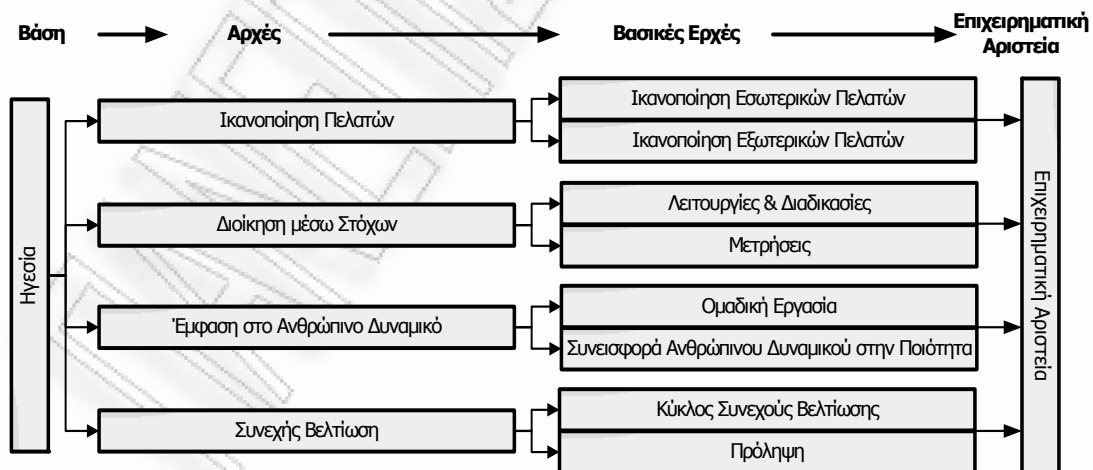 Βάση
Αρχές
Βασικές Ερχές
Επιχειρηματική
Αριστεία
Ηγεσία
Ικανοποίηση Πελατών
Ικανοποίηση Εσωτερικών Πελατών
Ικανοποίηση Εξωτερικών Πελατών
Διοίκηση μέσω Στόχων
Λειτουργίες & Διαδικασίες
Μετρήσεις
Έμφαση στο Ανθρώπινο Δυναμικό
Ομαδική Εργασία
Συνεισφορά Ανθρώπινου Δυναμικού στην Ποιότητα
Συνεχής Βελτίωση
Κύκλος Συνεχούς Βελτίωσης
Πρόληψη
Επιχειρηματική Αριστεία